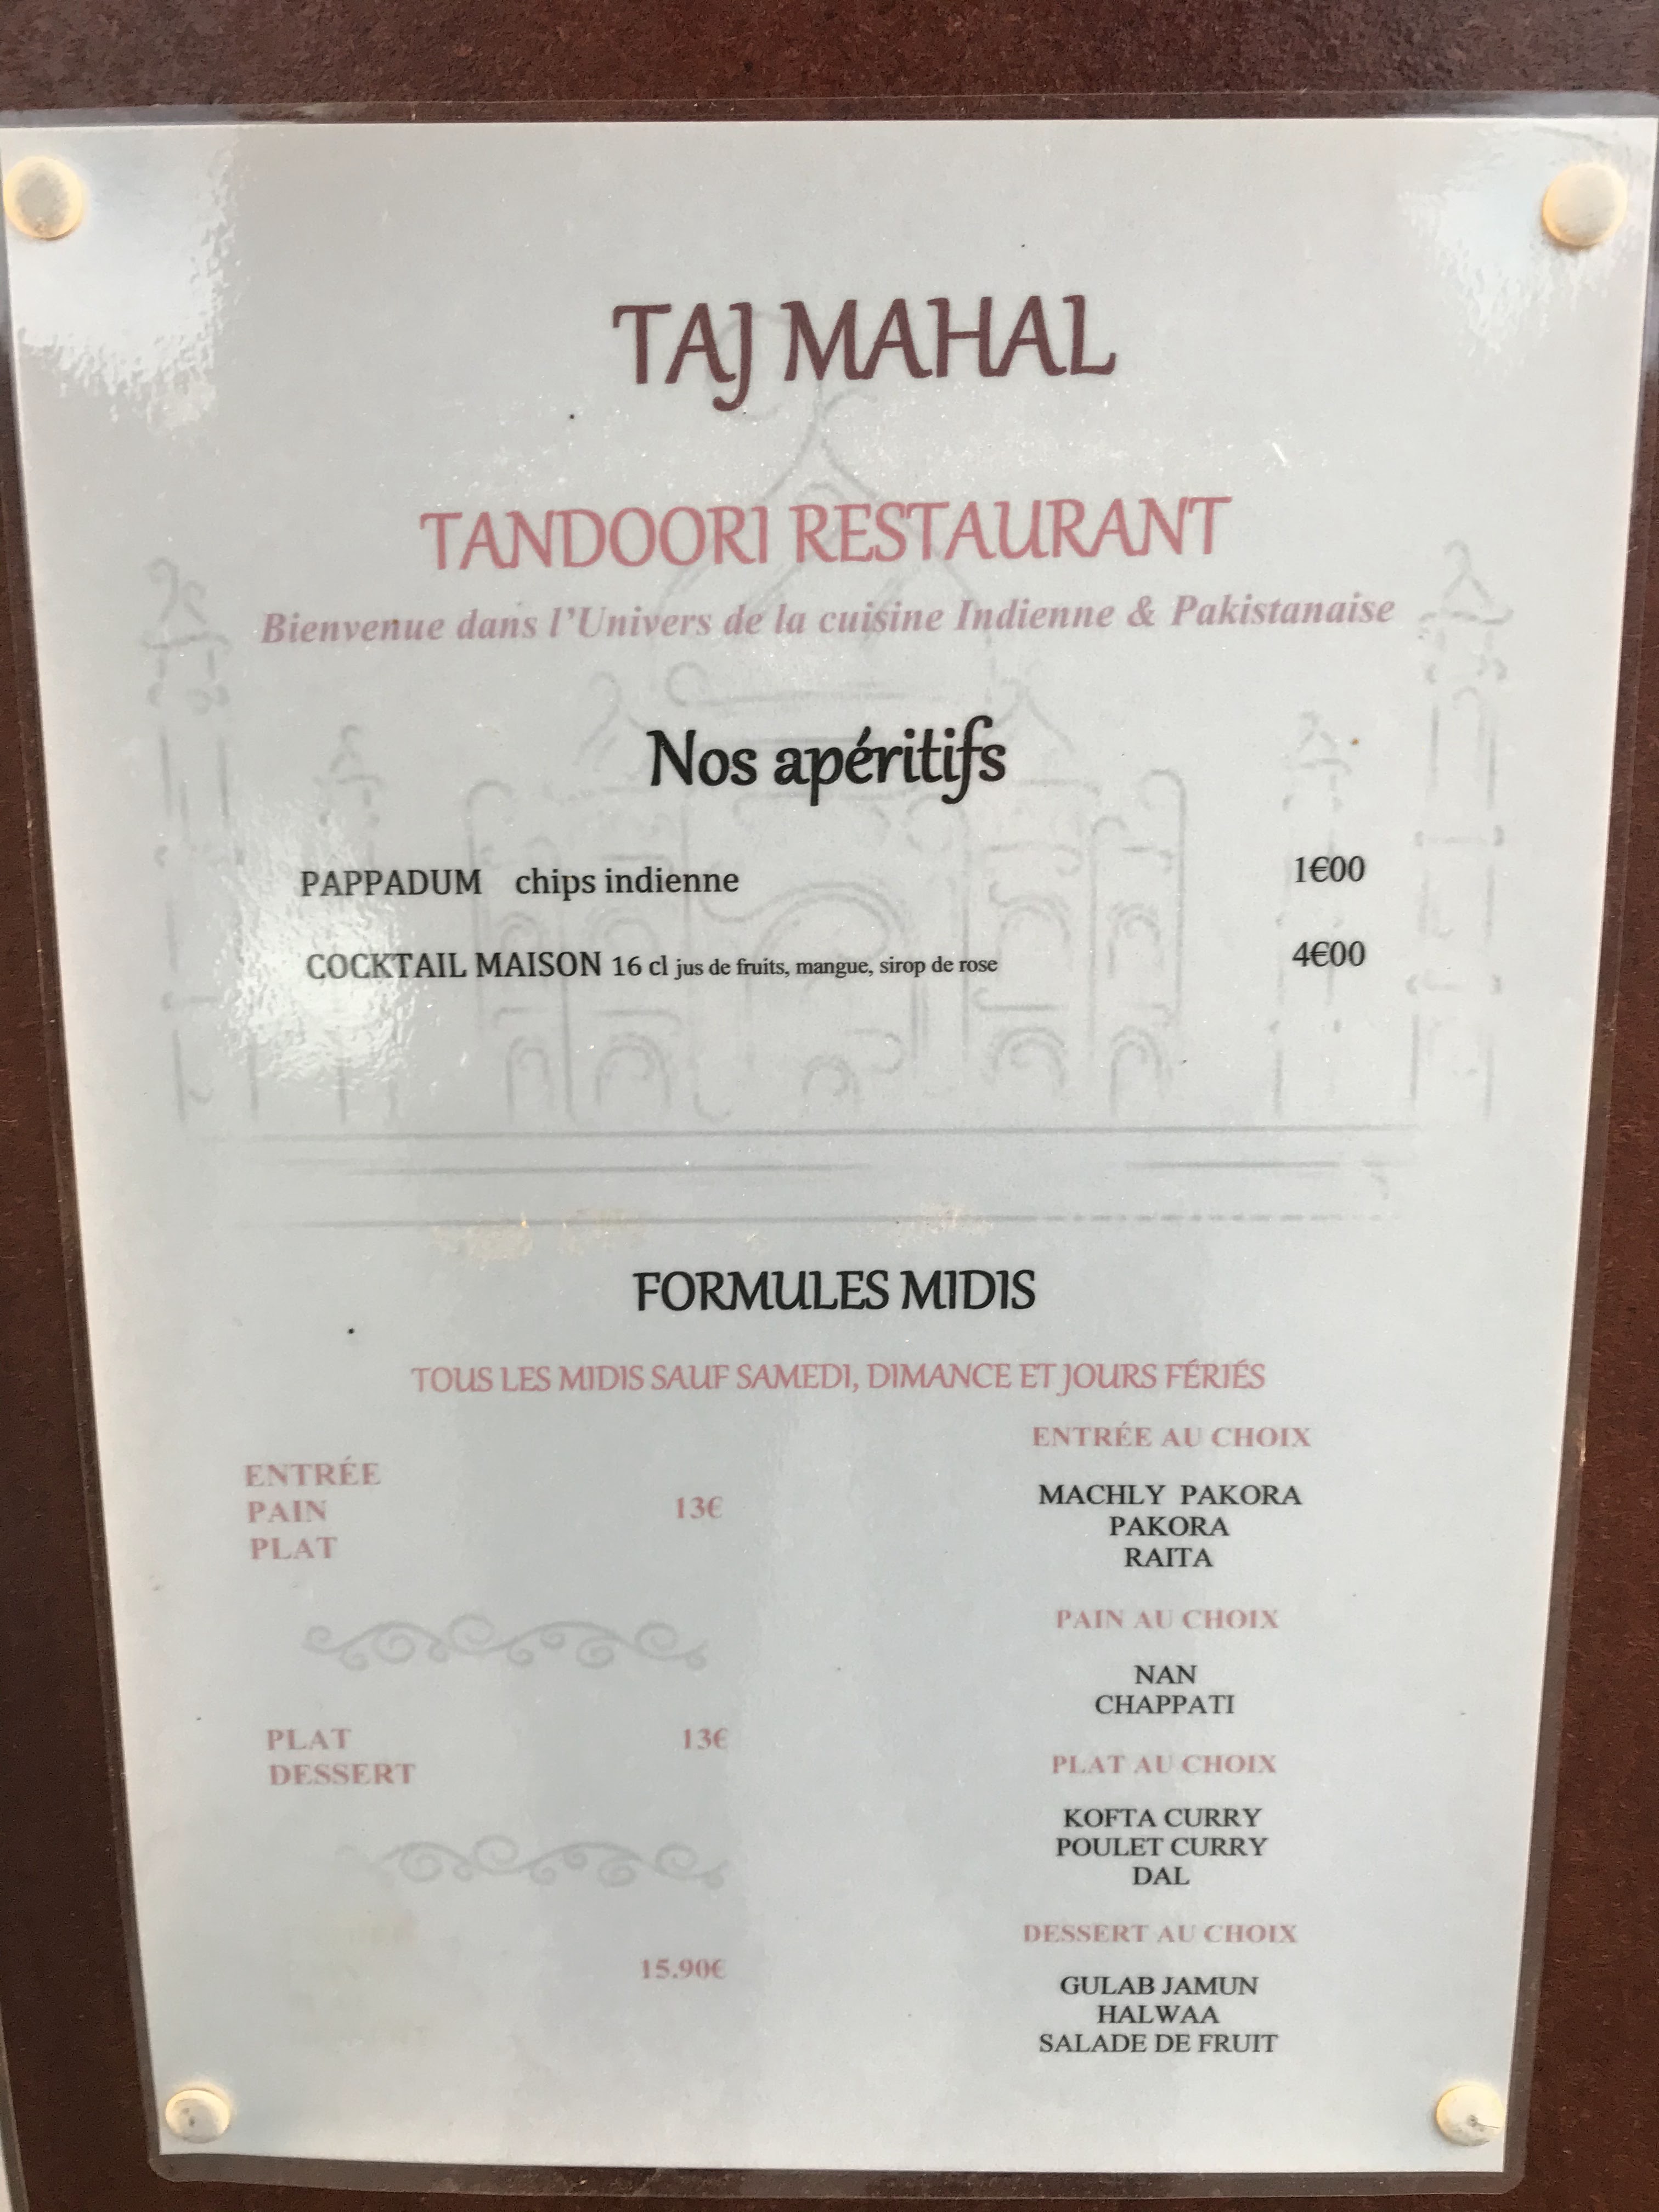 TAJ MAHAL
TANDOORI RESTAURANT
Bienvenue dans l'Univers de la cuisine Indienne & Pakistanaise
Nos apéritifs
PAPPADUM chips indienne 1€00
COCKTAIL MAISON 16 cl jus de fruits, mangue, sirop de rose 4€00
FORMULES MIDIS
TOUS LES MIDIS SAUF SAMEDI, DIMANCE ET JOURS FÉRIÉS
ENTRÉE
PAIN 13€
PLAT
PLAT 13€
DESSERT
15.90€
ENTRÉE AU CHOIX
MACHLY PAKORA
PAKORA
RAITA
PAIN AU CHOIX
NAN
CHAPPATI
PLAT AU CHOIX
KOFTA CURRY
POULET CURRY
DAL
DESSERT AU CHOIX
GULAB JAMUN
HALWAA
SALADE DE FRUIT